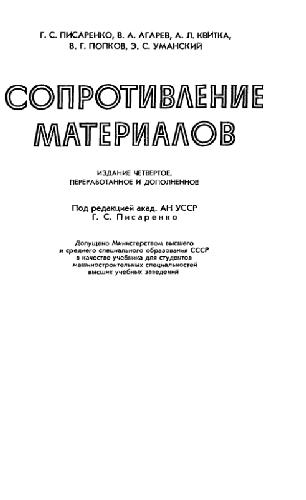 Г. С. ПИСАРЕНКО, В. А. АГАРЕВ, А. Л. КВИТКА,
В. Г. ПОПКОВ, Э. С. УМАНСКИЙ
СОПРОТИВЛЕНИЕ
МАТЕРИАЛОВ
ИЗДАНИЕ ЧЕТВЕРТОЕ,
ПЕРЕРАБОТАННОЕ И ДОПОЛНЕННОЕ
Под редакцией акад. АН УССР
Г. С. Писаренко
Допущено Министерством высшего
и среднего специального образования СССР
в качестве учебника для студентов
машиностроительных специальностей
высших учебных заведений